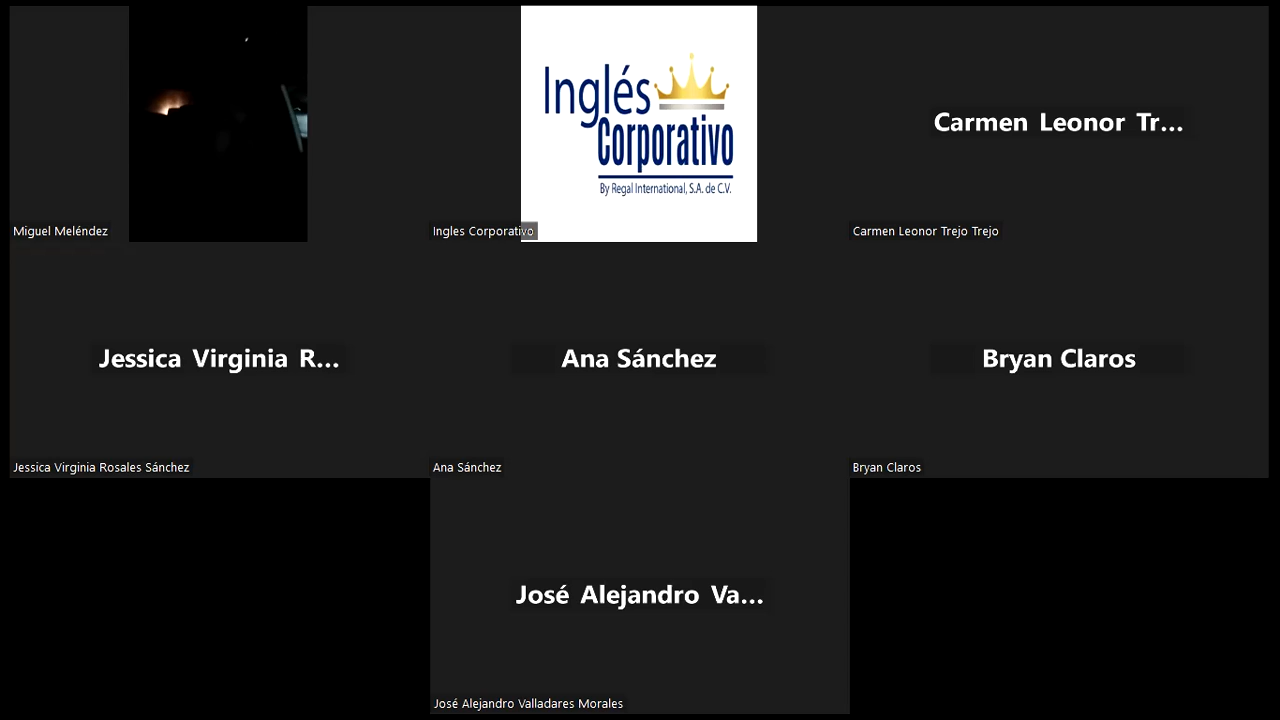 Inglés
Corporativo
By Regal International, S.A. de C.V.
Carmen Leonor Tr...
Miguel Meléndez
Ingles Corporativo
Carmen Leonor Trejo Trejo
Jessica Virginia R...
Ana Sánchez
Bryan Claros
Jessica Virginia Rosales Sánchez
Ana Sánchez
Bryan Claros
José Alejandro Va...
José Alejandro Valladares Morales